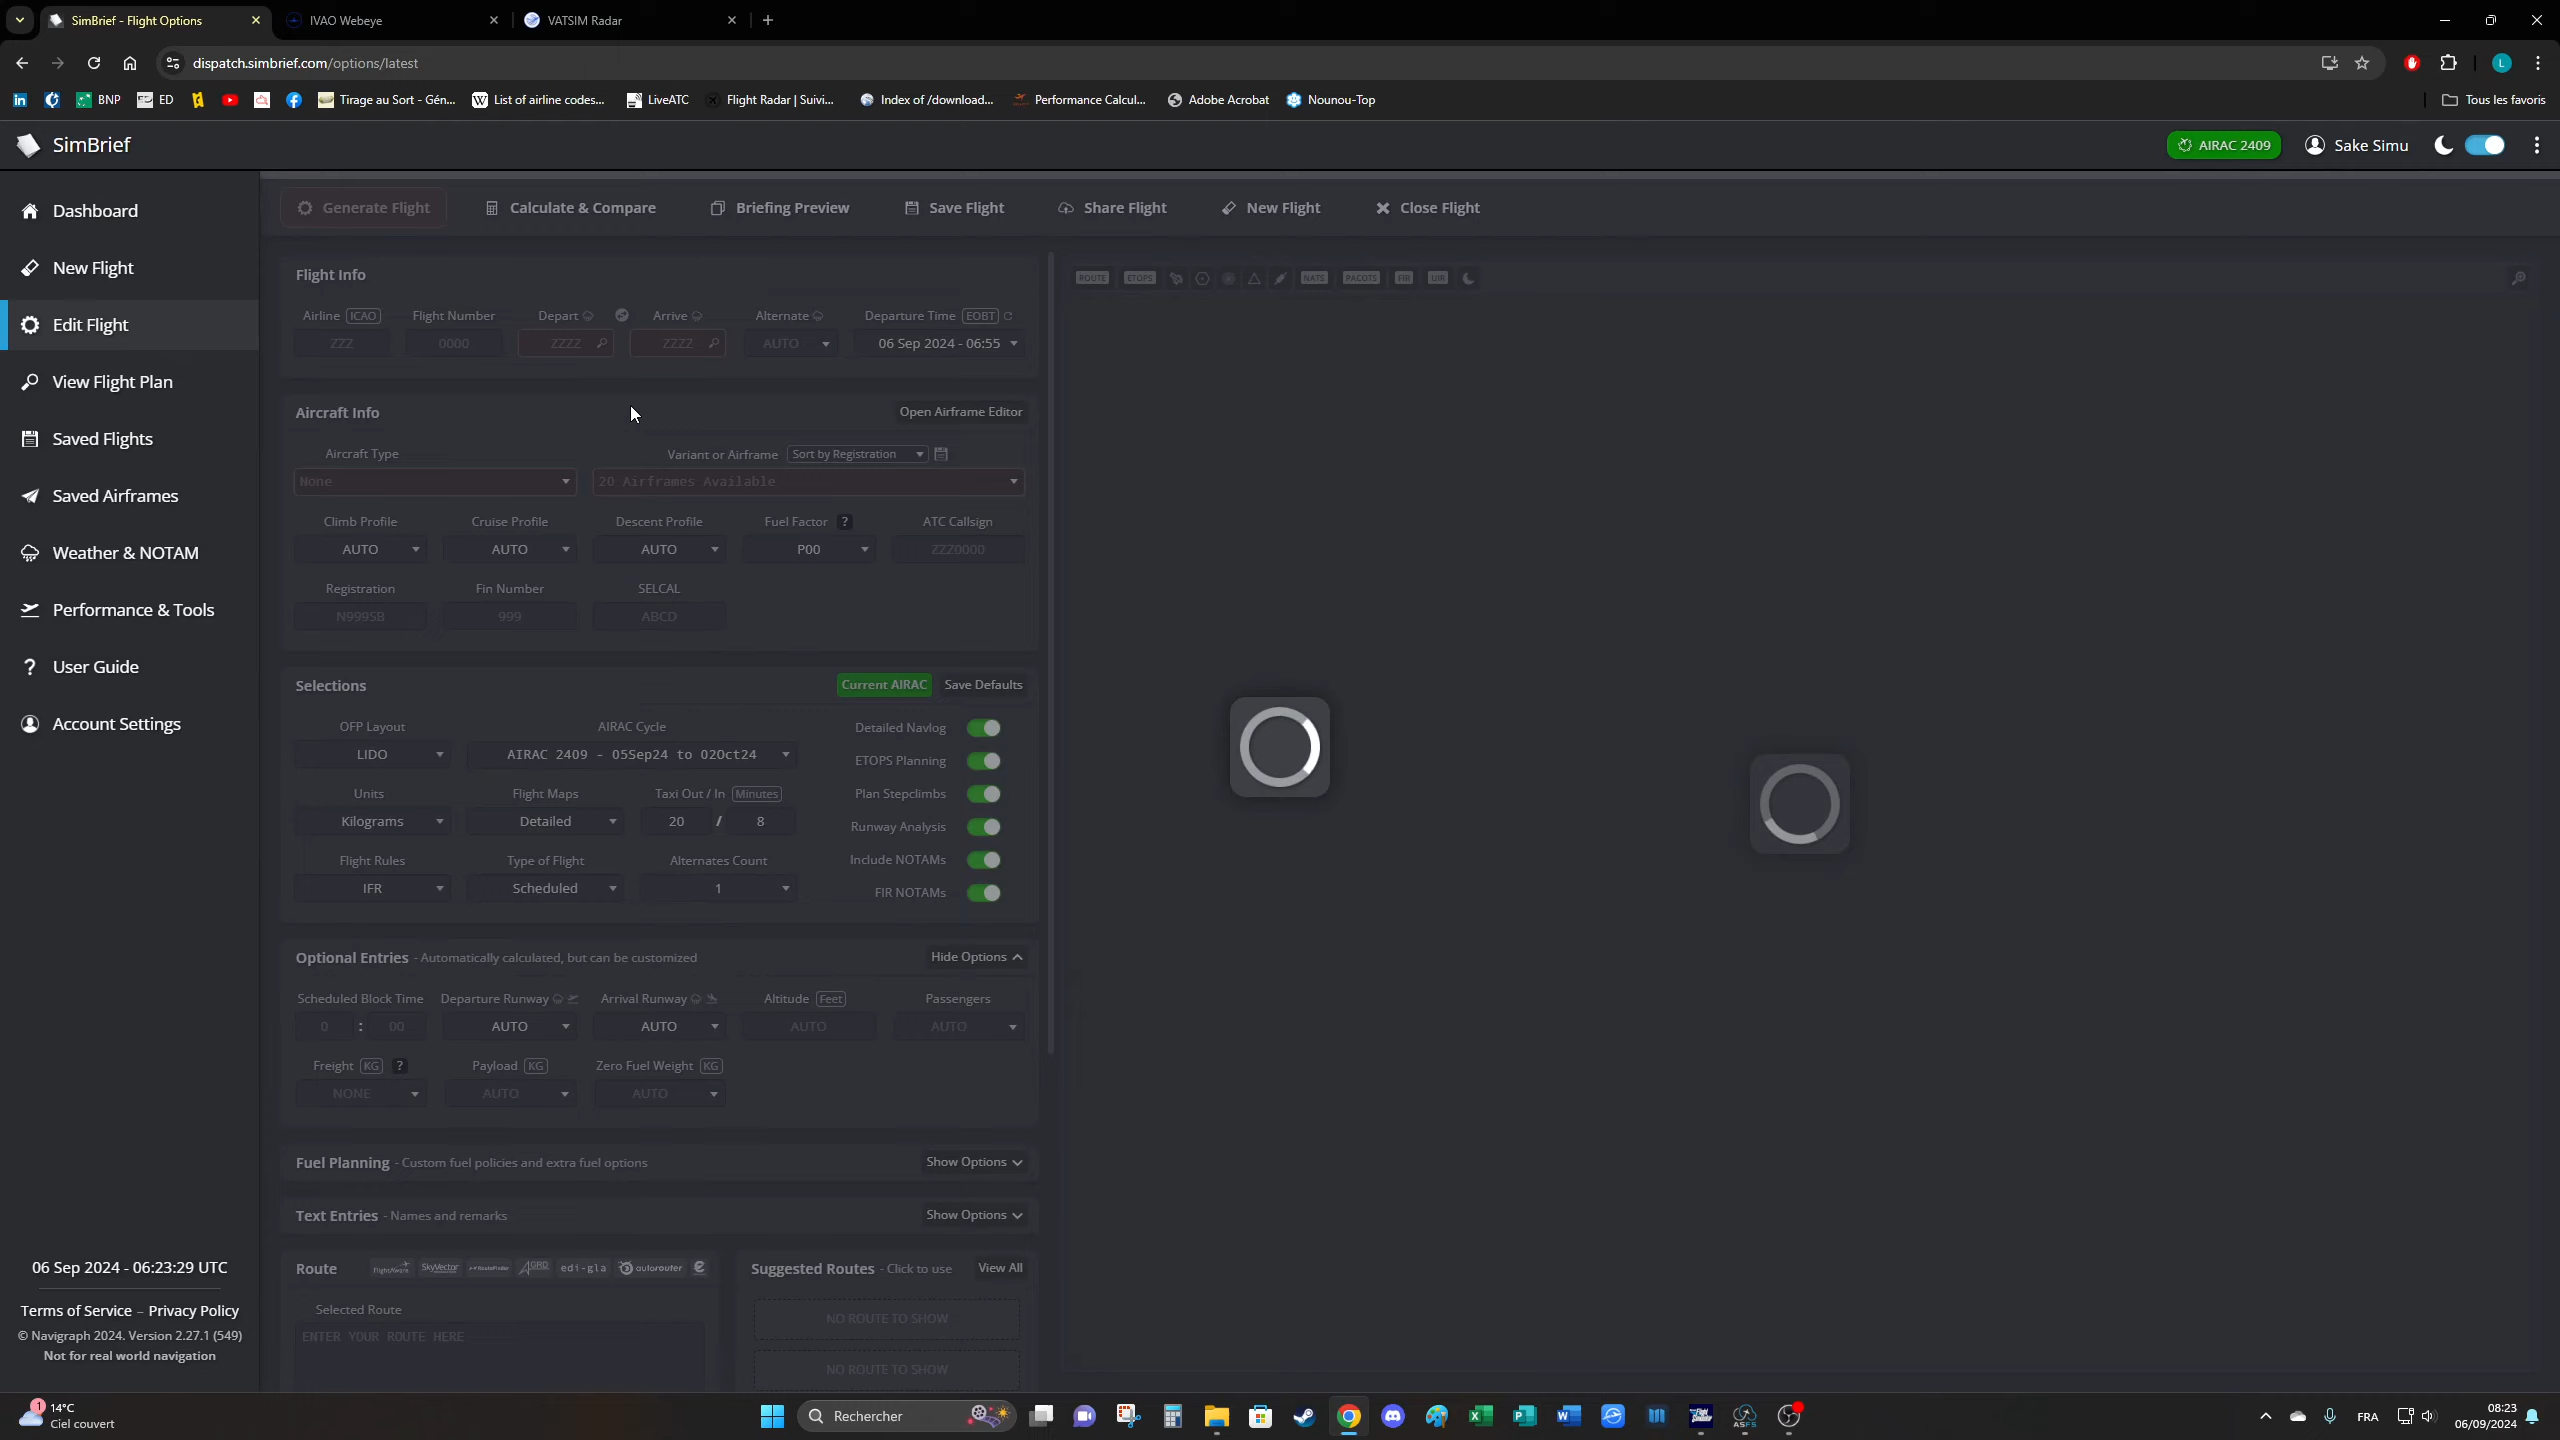 SimBrief - Flight Options
IVAO Webeye
VATSIM Radar
dispatch.simbrief.com/options/latest
BNP
ED
Tirage au Sort - Gén...
List of airline codes...
LiveATC
Flight Radar | Suivi...
Index of /download...
Performance Calcul...
Adobe Acrobat
Nounou-Top
Tous les favoris
SimBrief
AIRAC 2409
Sake Simu
Dashboard
New Flight
Edit Flight
View Flight Plan
Saved Flights
Saved Airframes
Weather & NOTAM
Performance & Tools
User Guide
Account Settings
06 Sep 2024 - 06:23:29 UTC
Terms of Service – Privacy Policy
© Navigraph 2024. Version 2.27.1 (549)
Not for real world navigation
Generate Flight
Calculate & Compare
Briefing Preview
Save Flight
Share Flight
New Flight
Close Flight
Flight Info
Airline ICAO Flight Number Depart Arrive Alternate Departure Time EOBT
ZZZ 0000 ZZZZ ZZZZ AUTO 06 Sep 2024 - 06:55
Aircraft Info Open Airframe Editor
Aircraft Type Variant or Airframe Sort by Registration
None 20 Airframes Available
Climb Profile Cruise Profile Descent Profile Fuel Factor ? ATC Callsign
AUTO AUTO AUTO P00 ZZZ0000
Registration Fin Number SELCAL
N999SB 999 ABCD
Selections Current AIRAC Save Defaults
OFP Layout AIRAC Cycle Detailed Navlog
LIDO AIRAC 2409 - 05Sep24 to 02Oct24 ETOPS Planning
Units Flight Maps Taxi Out / In Minutes Plan Stepclimbs
Kilograms Detailed 20 / 8 Runway Analysis
Flight Rules Type of Flight Alternates Count Include NOTAMs
IFR Scheduled 1 FIR NOTAMs
Optional Entries - Automatically calculated, but can be customized Hide Options
Scheduled Block Time Departure Runway Arrival Runway Altitude Feet Passengers
0 : 00 AUTO AUTO AUTO AUTO
Freight KG ? Payload KG Zero Fuel Weight KG
NONE AUTO AUTO
Fuel Planning - Custom fuel policies and extra fuel options Show Options
Text Entries - Names and remarks Show Options
Route FlightAware SkyVector RouteFinder GRD edi-gla autorouter
Suggested Routes - Click to use View All
Selected Route
ENTER YOUR ROUTE HERE
NO ROUTE TO SHOW
NO ROUTE TO SHOW
ROUTE ETOPS NATS PACOTS FIR UIR
1
14°C
Ciel couvert
Rechercher
ASFS
FRA
08:23
06/09/2024